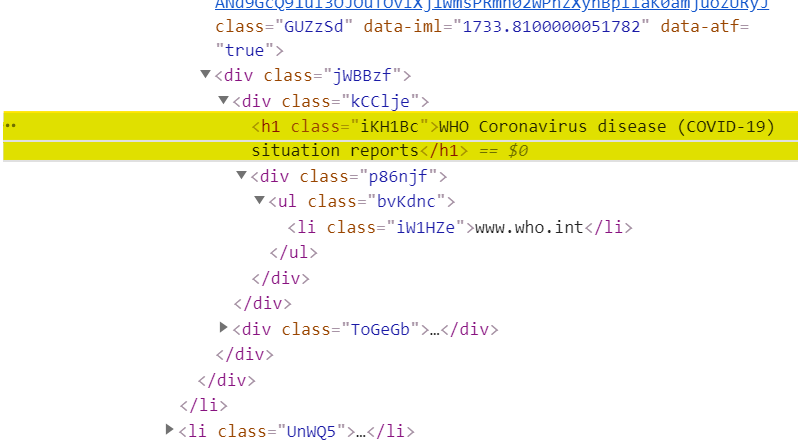 class="GUZzSd" data-iml="1733.8100000051782" data-atf=
"true">
▼<div class="jWBBzf">
▼<div class="kCClje">
<h1 class="iKH1Bc">WHO Coronavirus disease (COVID-19)
situation reports</h1> == $0
▼<div class="p86njf">
▼<ul class="bvKdnc">
<li class="iW1HZe">www.who.int</li>
</ul>
</div>
</div>
▶<div class="ToGeGb">…</div>
</div>
</div>
</li>
▶<li class="UnWQ5">…</li>